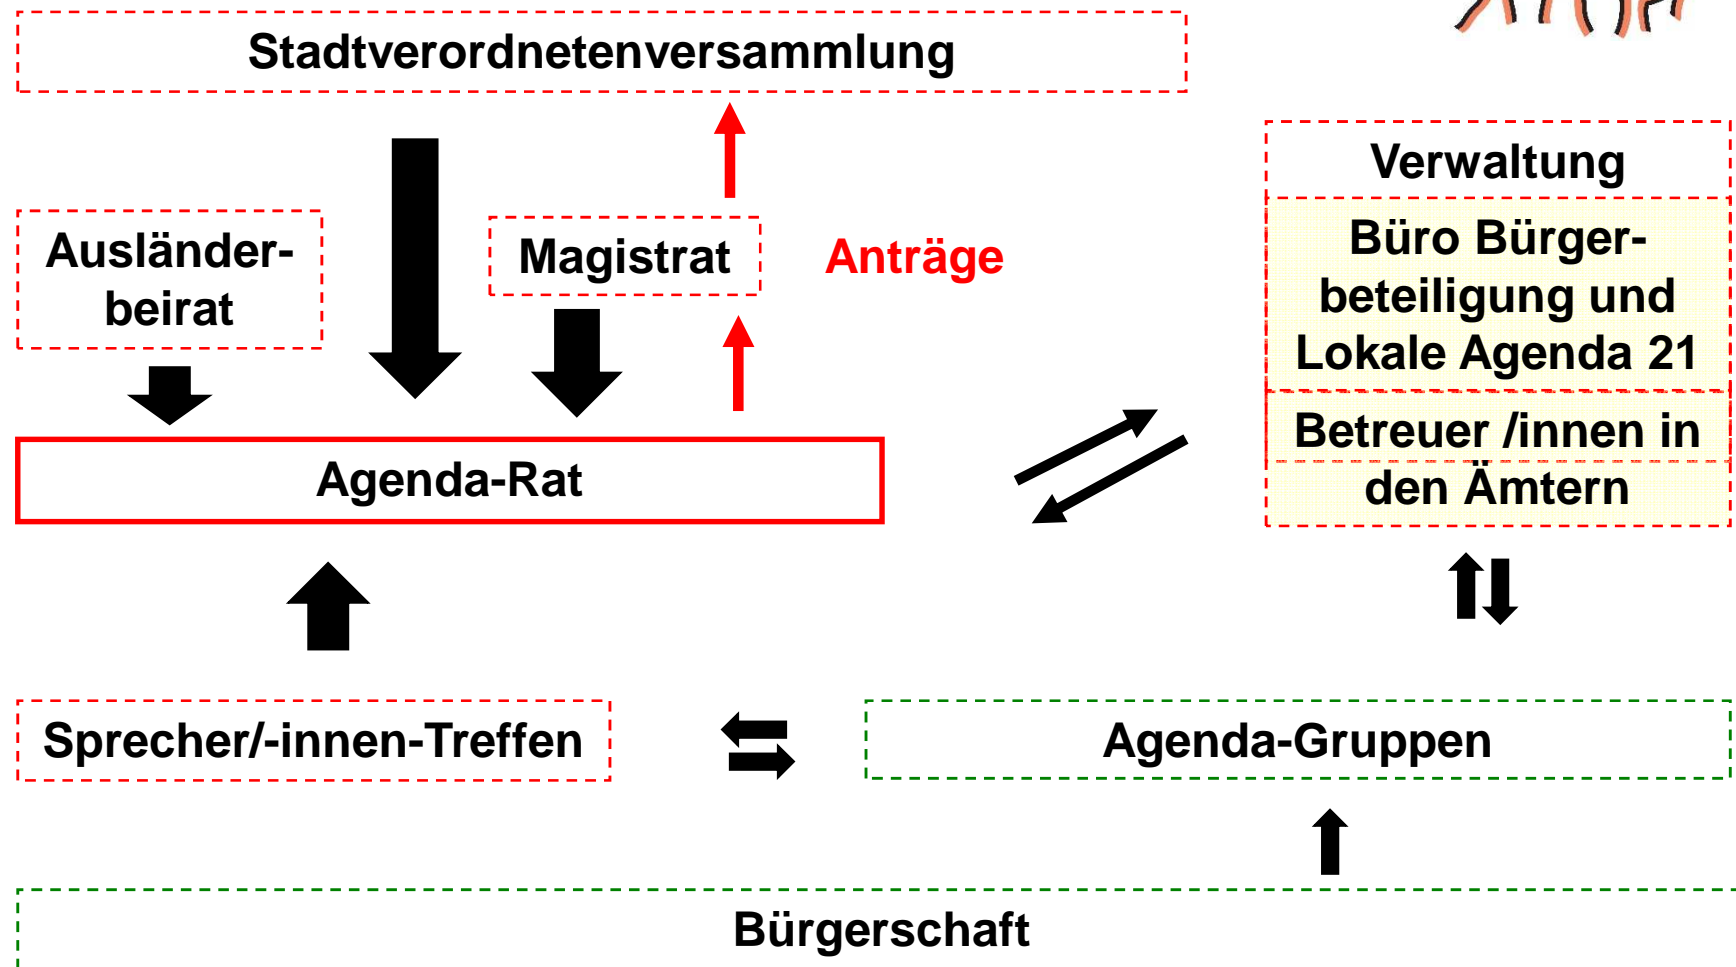 Stadtverordnetenversammlung
Verwaltung
Büro Bürger-
beteiligung und
Lokale Agenda 21
Betreuer /innen in
den Ämtern
Ausländer-
beirat
Magistrat
Anträge
Agenda-Rat
Sprecher/-innen-Treffen
Agenda-Gruppen
Bürgerschaft